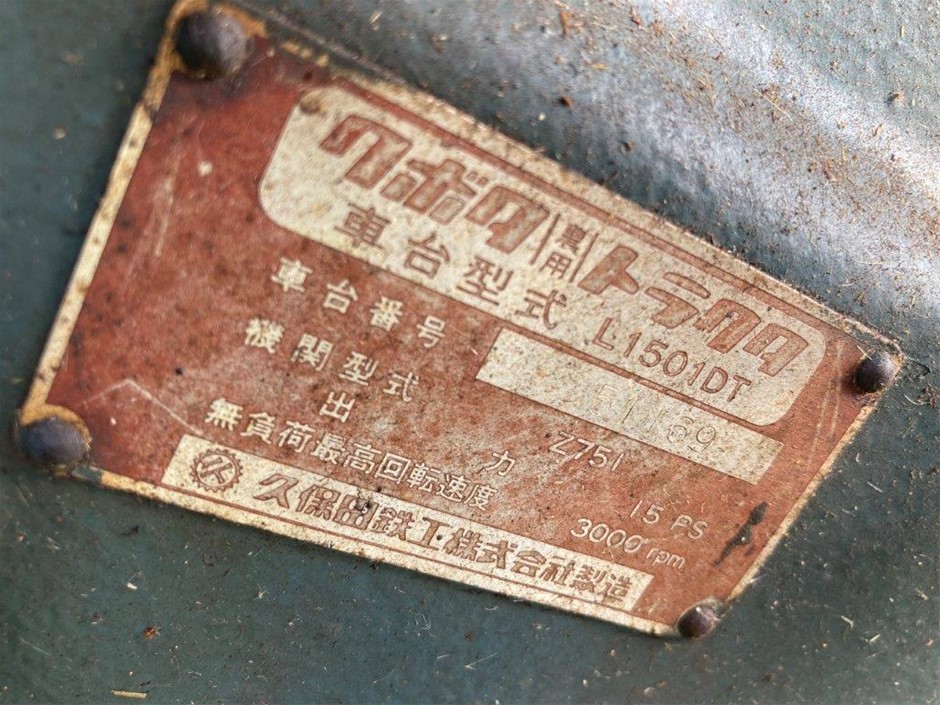 クボタ農用トラクタ
車台型式 L1501DT
車台番号
機関型式 Z751
出力 15 PS
無負荷最高回転速度 3000 rpm
久保田鉄工株式会社製造